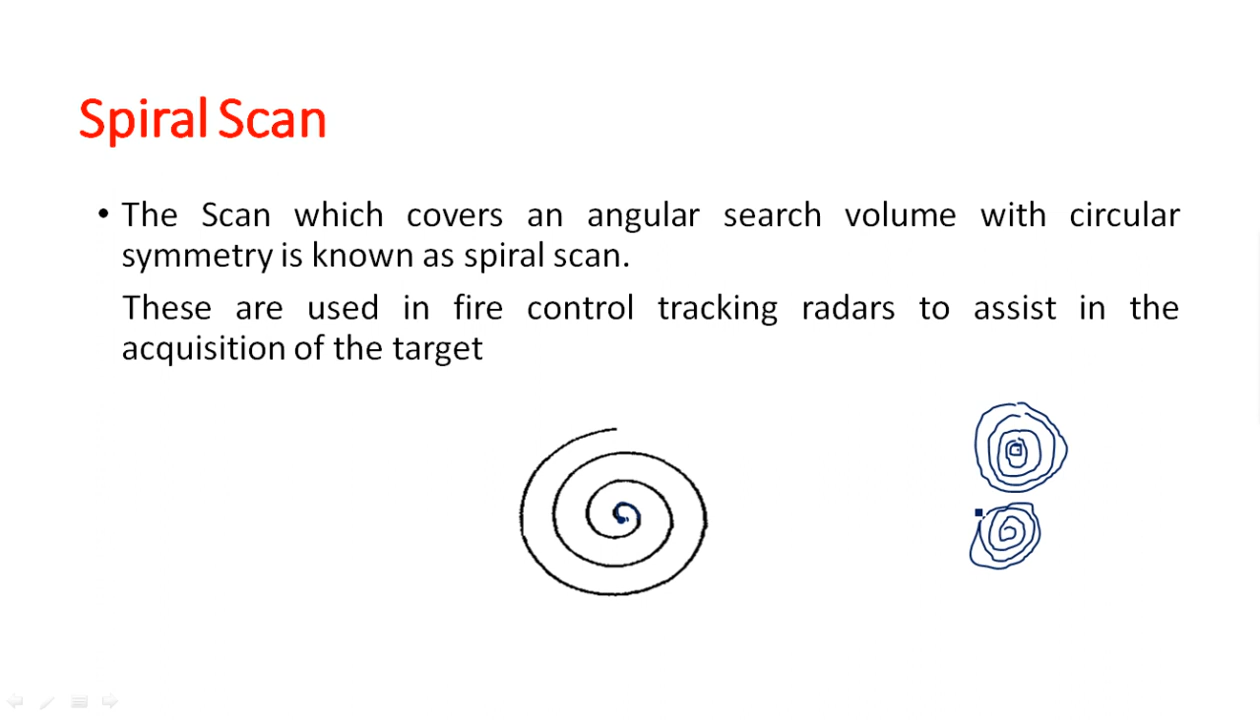 Spiral Scan
• The Scan which covers an angular search volume with circular
symmetry is known as spiral scan.
These are used in fire control tracking radars to assist in the
acquisition of the target